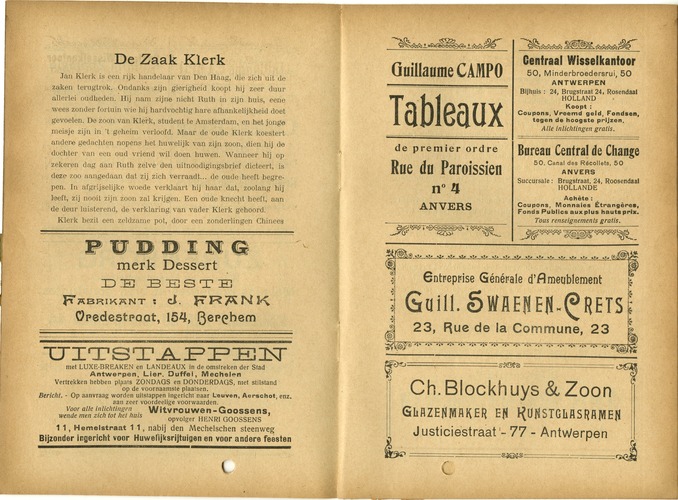 De Zaak Klerk
Jan Klerk is een rijk handelaar van Den Haag, die zich uit de
zaken terugtrok. Ondanks zijn gierigheid koopt hij zeer duur
allerlei oudheden. Hij nam zijne nicht Ruth in zijn huis, eene
wees zonder fortuin wie hij hardvochtig hare afhankelijkheid doet
gevoelen. De zoon van Klerk, student te Amsterdam, en het jonge
meisje zijn in 't geheim verloofd. Maar de oude Klerk koestert
andere gedachten nopens het huwelijk van zijn zoon, dien hij de
dochter van een oud vriend wil doen huwen. Wanneer hij op
zekeren dag aan Ruth zelve den uitnoodigingsbrief dicteert, is
deze zoo aangedaan dat zij zich verraadt... de oude heeft begre-
pen. In afgrijselijke woede verklaart hij haar dat, zoolang hij
leeft, zij nooit zijn zoon zal krijgen. Een oude knecht heeft, aan
de deur luisterend, de verklaring van vader Klerk gehoord.
Klerk bezit een zeldzame pol, door een zonderlingen Chinees
PUDDING
merk Dessert
DE BESTE
FABRIKANT : J. FRANK
Vredestraat, 154, Berchem
UITSTAPPEN
met LUXE-BREAKEN en LANDEAUX in de omstreken der Stad
Antwerpen, Lier, Duffel, Mechelen
Vertrekken hebben plaats ZONDAGS en DONDERDAGS, met stilstand
op de voornaamste plaatsen.
Bericht. - Op aanvraag worden uitstappen ingericht naar Leuven, Aerschot, enz.
aan zeer voordeelige voorwaarden.
Voor alle inlichtingen
wende men zich tot het huis
Witvrouwen-Goossens,
opvolger HENRI GOOSSENS
11, Hemelstraat 11, nabij den Mechelschen steenweg
Bijzonder ingericht voor Huwelijksrijtuigen en voor andere feesten
Guillaume CAMPO
Tableaux
de premier ordre
Rue du Paroissien
n° 4
ANVERS
Centraal Wisselkantoor
50, Minderbroedersrui, 50
ANTWERPEN
Bijhuis : 24, Brugstraat, 24, Rosendaal
HOLLAND
Koopt :
Coupons, Vreemd geld, Fondsen,
tegen de hoogste prijzen.
Alle inlichtingen gratis.
Bureau Central de Change
50, Canal des Récollets, 50
ANVERS
Succursale : Brugstraat, 24, Roosendaal
HOLLANDE
Achète :
Coupons, Monnaies Étrangères,
Fonds Publics aux plus hauts prix.
Tous renseignements gratis.
Entreprise Générale d'Ameublement
Guill. SWAENEN-CRETS
23, Rue de la Commune, 23
Ch. Blockhuys & Zoon
GLAZENMAKER EN KUNSTGLASRAMEN
Justiciestraat - 77 - Antwerpen